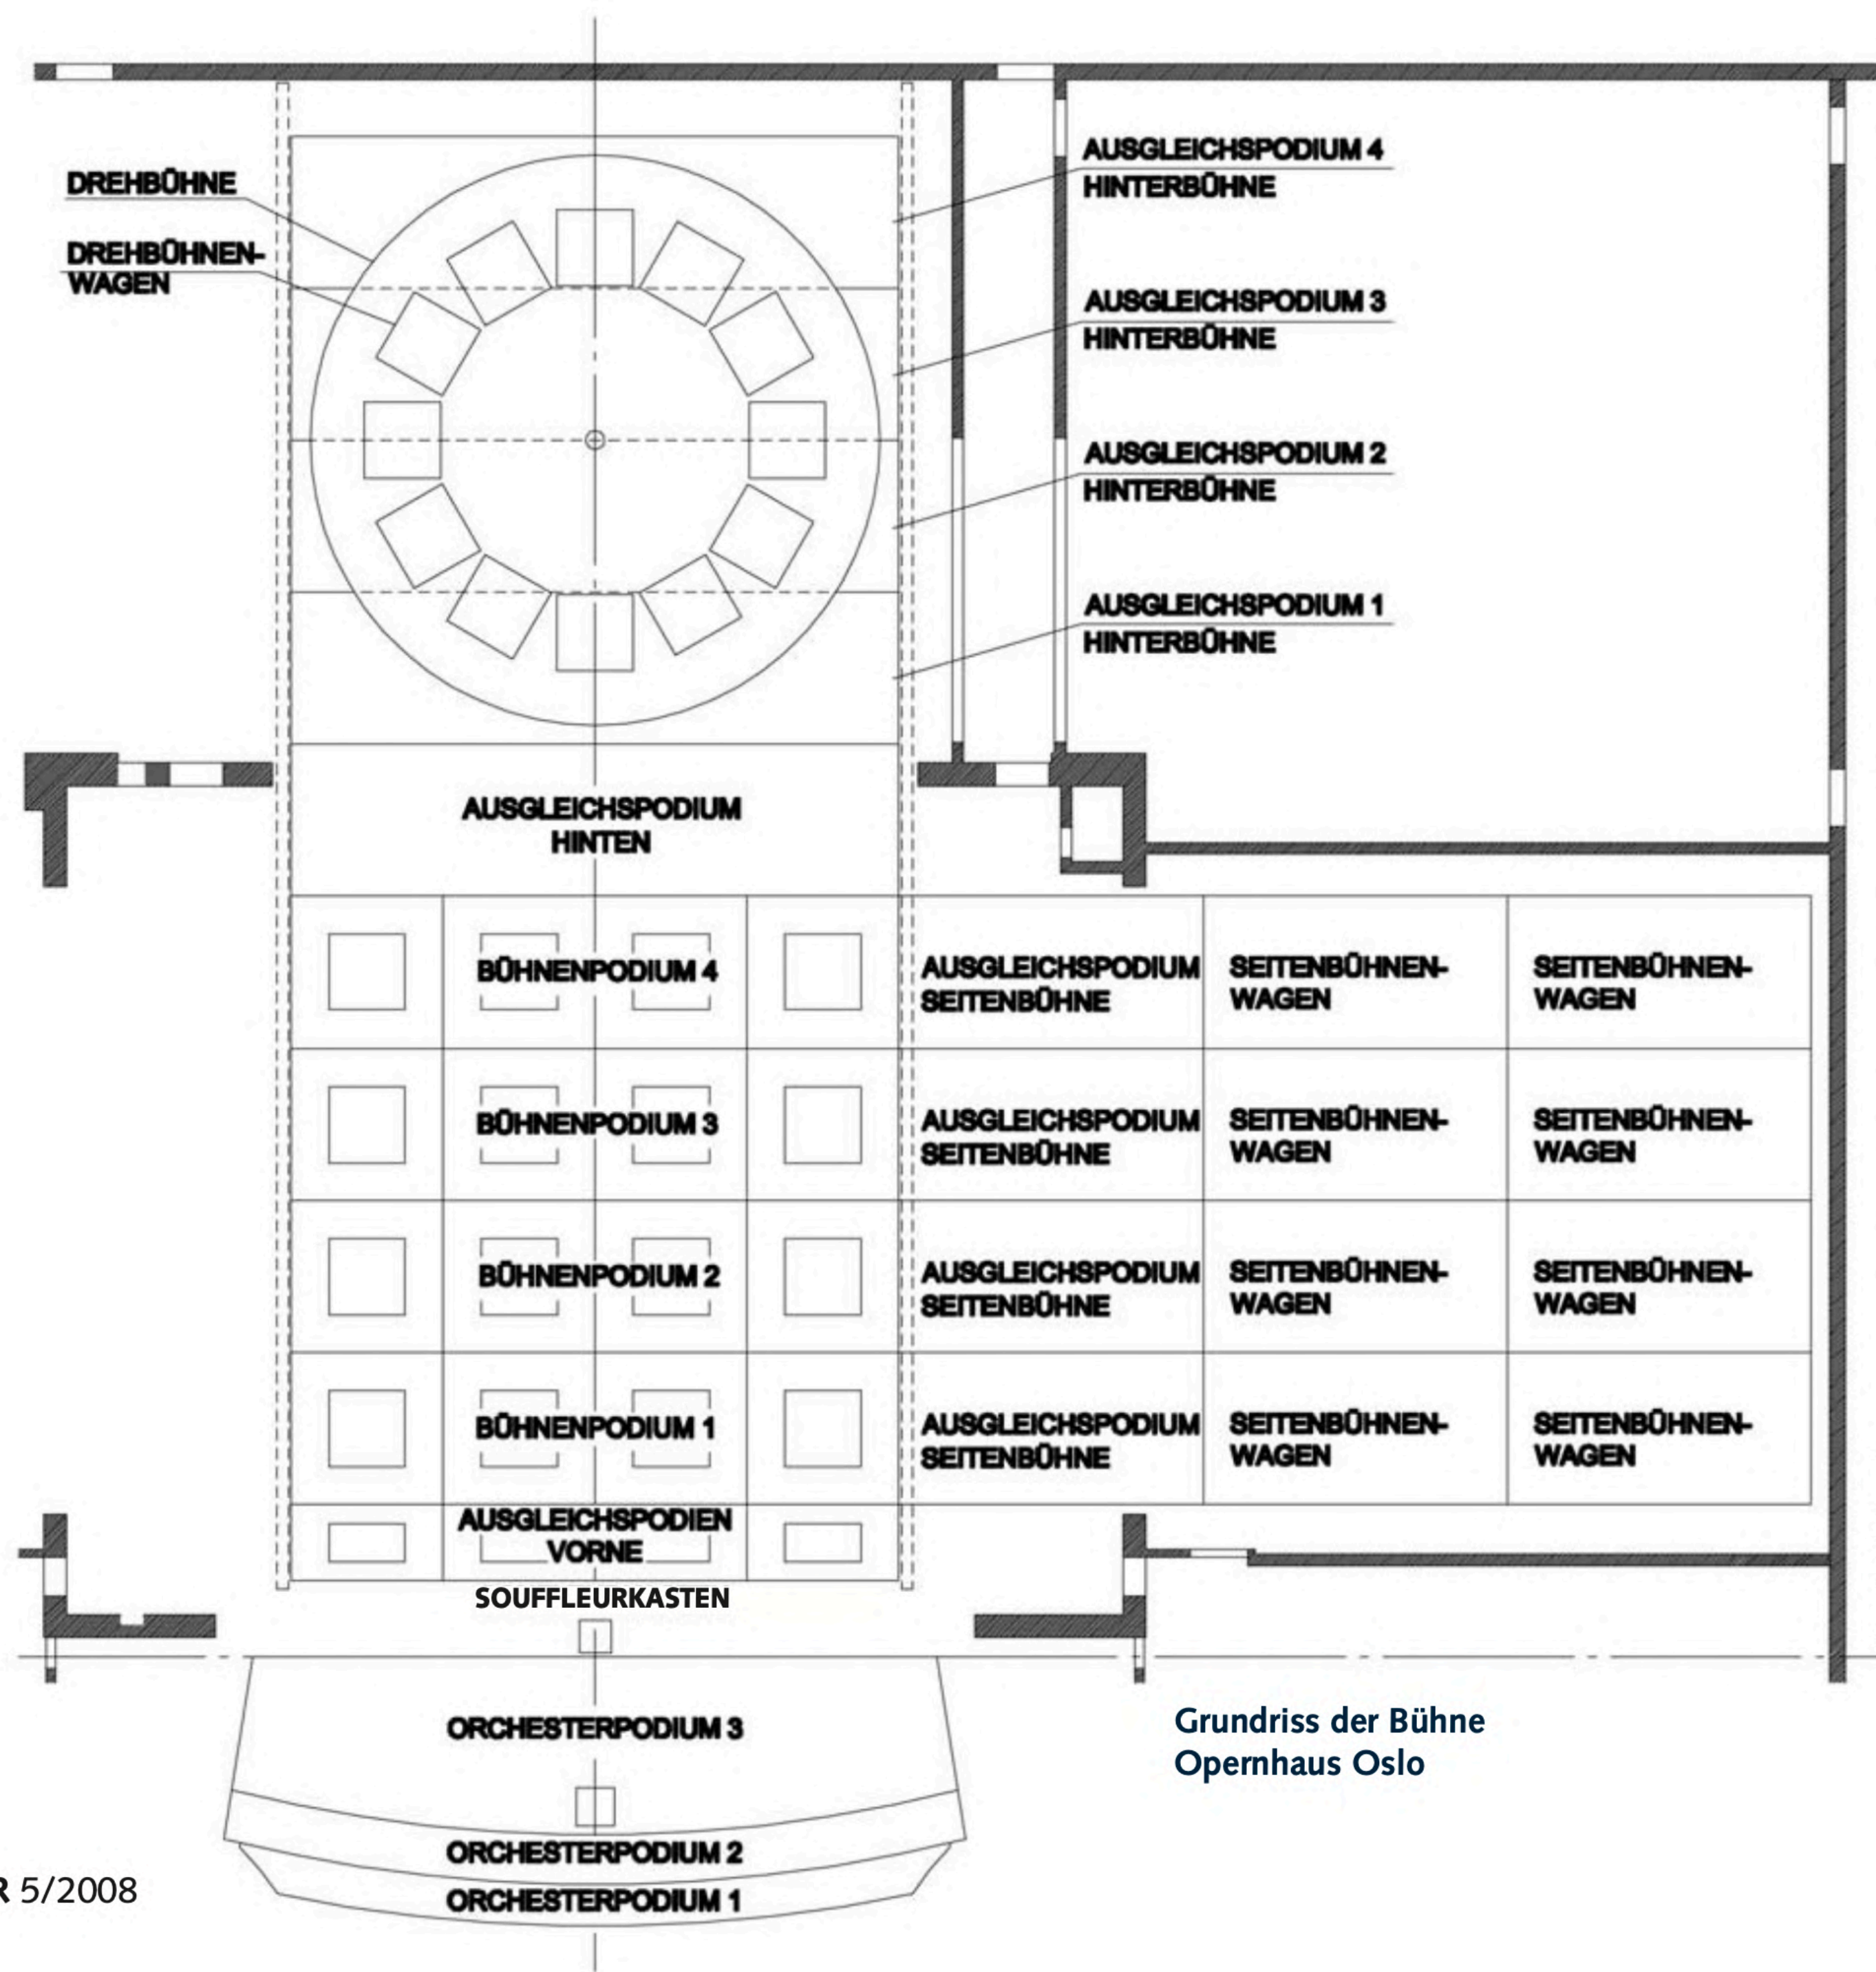 DREHBÜHNE
DREHBÜHNEN-
WAGEN
AUSGLEICHSPODIUM 4
HINTERBÜHNE
AUSGLEICHSPODIUM 3
HINTERBÜHNE
AUSGLEICHSPODIUM 2
HINTERBÜHNE
AUSGLEICHSPODIUM 1
HINTERBÜHNE
AUSGLEICHSPODIUM
HINTEN
BÜHNENPODIUM 4
AUSGLEICHSPODIUM
SEITENBÜHNE
SEITENBÜHNEN-
WAGEN
SEITENBÜHNEN-
WAGEN
BÜHNENPODIUM 3
AUSGLEICHSPODIUM
SEITENBÜHNE
SEITENBÜHNEN-
WAGEN
SEITENBÜHNEN-
WAGEN
BÜHNENPODIUM 2
AUSGLEICHSPODIUM
SEITENBÜHNE
SEITENBÜHNEN-
WAGEN
SEITENBÜHNEN-
WAGEN
BÜHNENPODIUM 1
AUSGLEICHSPODIUM
SEITENBÜHNE
SEITENBÜHNEN-
WAGEN
SEITENBÜHNEN-
WAGEN
AUSGLEICHSPODIEN
VORNE
SOUFFLEURKASTEN
ORCHESTERPODIUM 3
ORCHESTERPODIUM 2
ORCHESTERPODIUM 1
Grundriss der Bühne
Opernhaus Oslo
R 5/2008